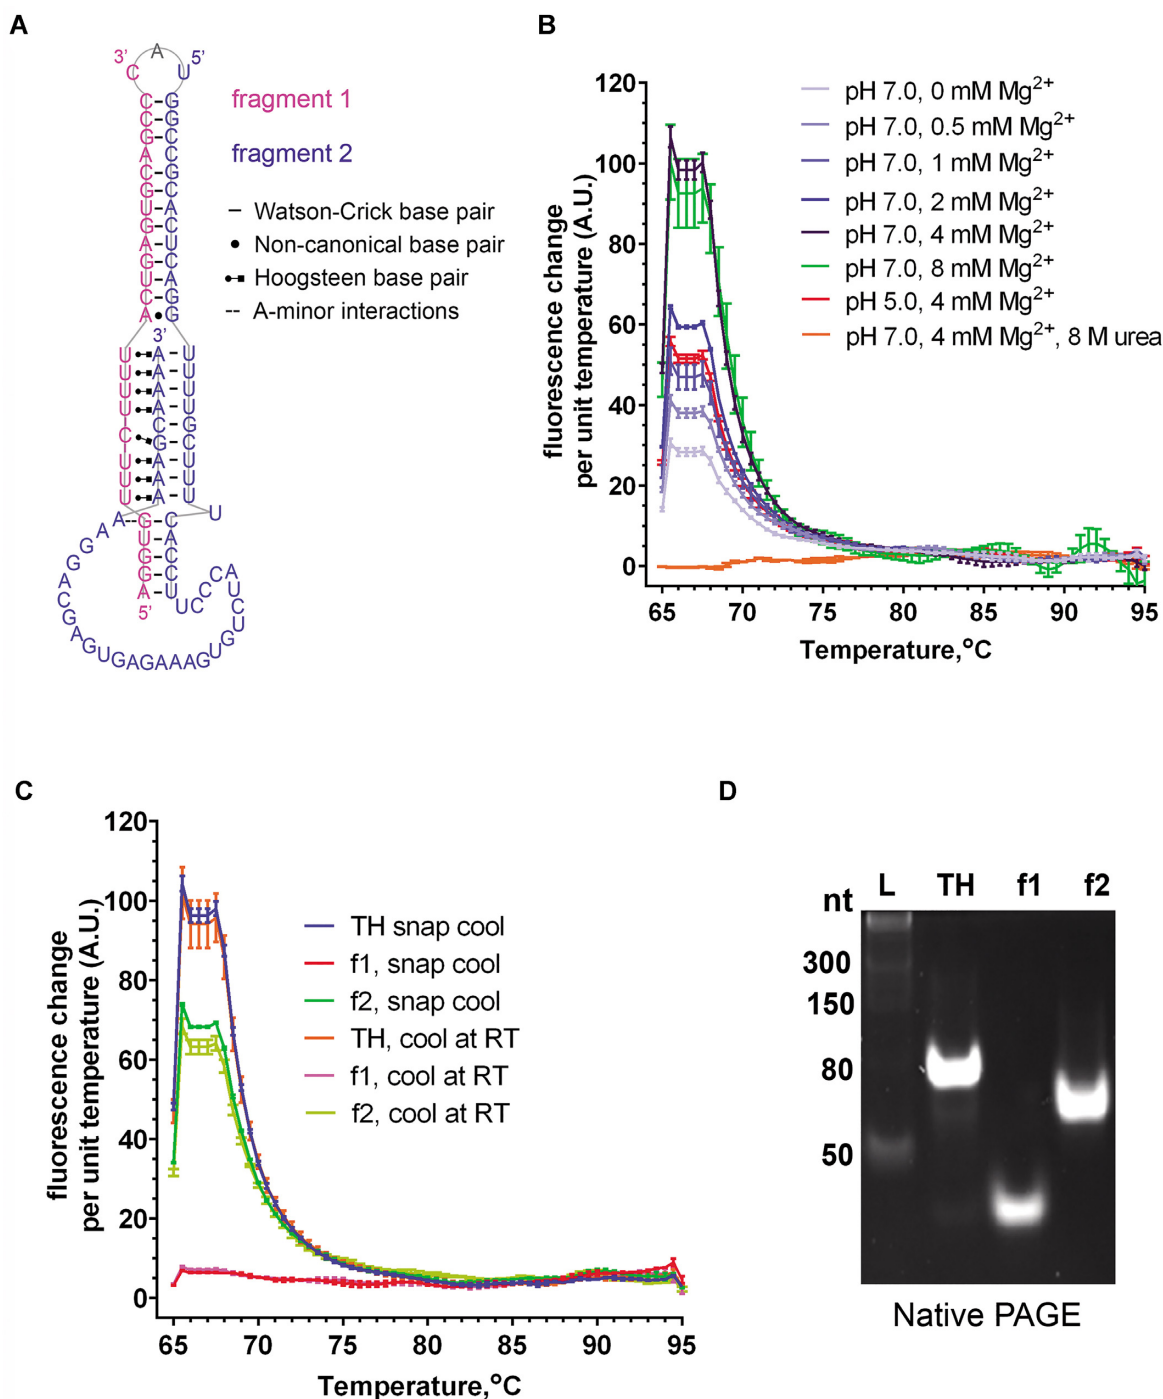 A
3’
A
5’
C
U
C-G
C-G
G-C
A
C
G-C
U
G-C
A
G
U
C
A
fragment 1
fragment 2
– Watson-Crick base pair
Non-canonical base pair
Hoogsteen base pair
-- A-minor interactions
3’
U A–U
U A–U
U A–U
U A–U
C G–C
U A–U
U A–U
U A–U
G–C
U–A
G–C
G–C
A–U
5’
B
fluorescence change
per unit temperature (A.U.)
120
100
80
60
40
20
0
65 70 75 80 85 90 95
Temperature,°C
pH 7.0, 0 mM Mg2+
pH 7.0, 0.5 mM Mg2+
pH 7.0, 1 mM Mg2+
pH 7.0, 2 mM Mg2+
pH 7.0, 4 mM Mg2+
pH 7.0, 8 mM Mg2+
pH 5.0, 4 mM Mg2+
pH 7.0, 4 mM Mg2+, 8 M urea
C
fluorescence change
per unit temperature (A.U.)
120
100
80
60
40
20
0
65 70 75 80 85 90 95
Temperature,°C
TH snap cool
f1, snap cool
f2, snap cool
TH, cool at RT
f1, cool at RT
f2, cool at RT
D
nt L TH f1 f2
300
150
80
50
Native PAGE